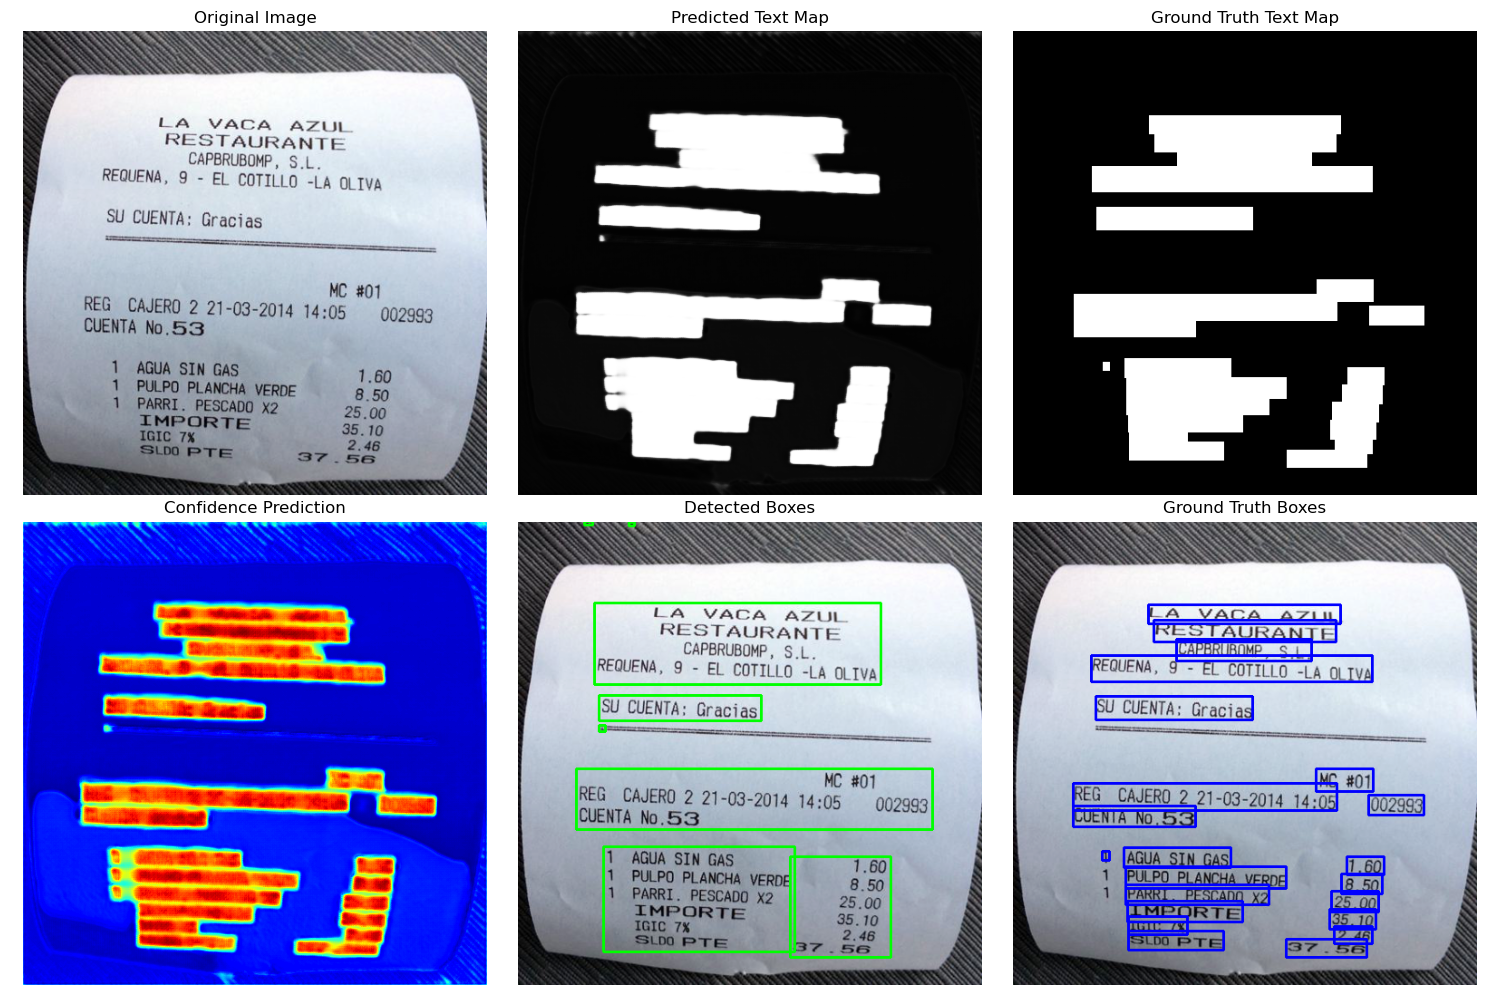 Original Image
Predicted Text Map
Ground Truth Text Map
LA VACA AZUL
RESTAURANTE
CAPBRUBOMP, S.L.
REQUENA, 9 - EL COTILLO -LA OLIVA
SU CUENTA: Gracias
MC #01
REG CAJERO 2 21-03-2014 14:05 002993
CUENTA No.53
1 AGUA SIN GAS 1.60
1 PULPO PLANCHA VERDE 8.50
1 PARRI. PESCADO X2 25.00
IMPORTE 35.10
IGIC 7% 2.46
SLDO PTE 37.56
Confidence Prediction
Detected Boxes
Ground Truth Boxes
LA VACA AZUL
RESTAURANTE
CAPBRUBOMP, S.L.
REQUENA, 9 - EL COTILLO -LA OLIVA
SU CUENTA: Gracias
MC #01
REG CAJERO 2 21-03-2014 14:05 002993
CUENTA No.53
1 AGUA SIN GAS 1.60
1 PULPO PLANCHA VERDE 8.50
1 PARRI. PESCADO X2 25.00
IMPORTE 35.10
IGIC 7% 2.46
SLDO PTE 37.56
LA VACA AZUL
RESTAURANTE
CAPBRUBOMP, S.L.
REQUENA, 9 - EL COTILLO -LA OLIVA
SU CUENTA: Gracias
MC #01
REG CAJERO 2 21-03-2014 14:05 002993
CUENTA No.53
1 AGUA SIN GAS 1.60
1 PULPO PLANCHA VERDE 8.50
1 PARRI. PESCADO X2 25.00
IMPORTE 35.10
IGIC 7% 2.46
SLDO PTE 37.56